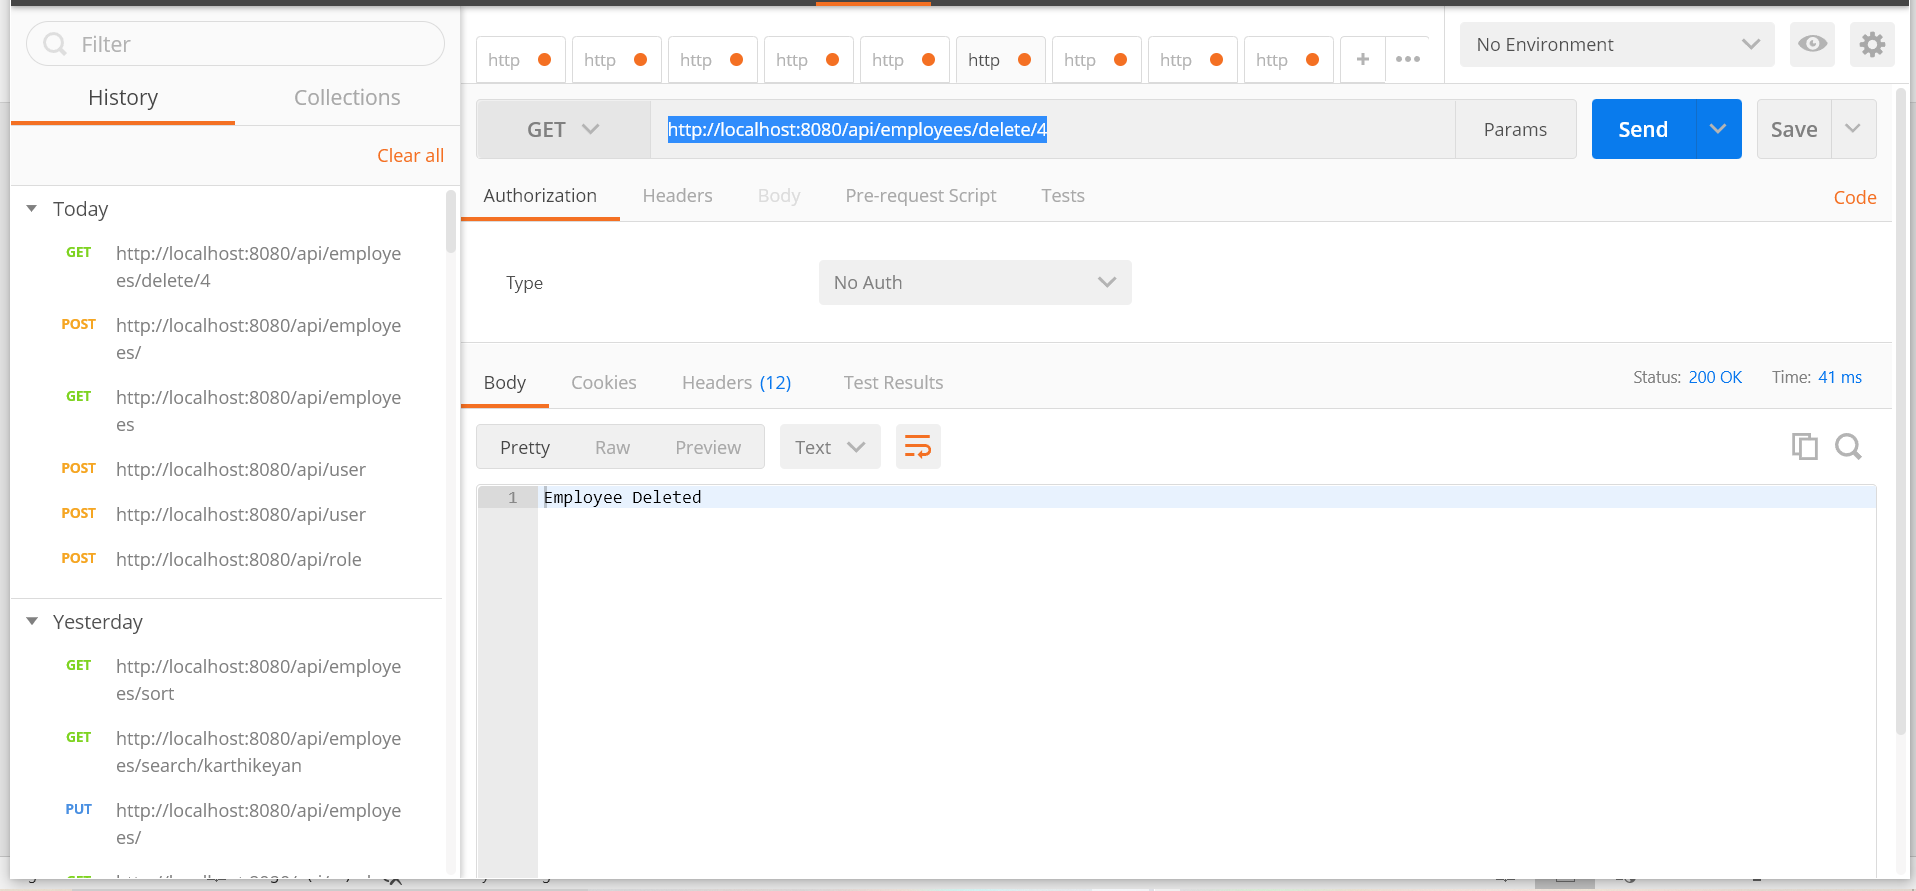 Filter
History Collections
Clear all
Today
GET http://localhost:8080/api/employe
es/delete/4
POST http://localhost:8080/api/employe
es/
GET http://localhost:8080/api/employe
es
POST http://localhost:8080/api/user
POST http://localhost:8080/api/user
POST http://localhost:8080/api/role
Yesterday
GET http://localhost:8080/api/employe
es/sort
GET http://localhost:8080/api/employe
es/search/karthikeyan
PUT http://localhost:8080/api/employe
es/
http http http http http http http http http + •••
No Environment
GET http://localhost:8080/api/employees/delete/4 Params Send Save
Authorization Headers Body Pre-request Script Tests Code
Type No Auth
Body Cookies Headers (12) Test Results Status: 200 OK Time: 41 ms
Pretty Raw Preview Text
1 Employee Deleted